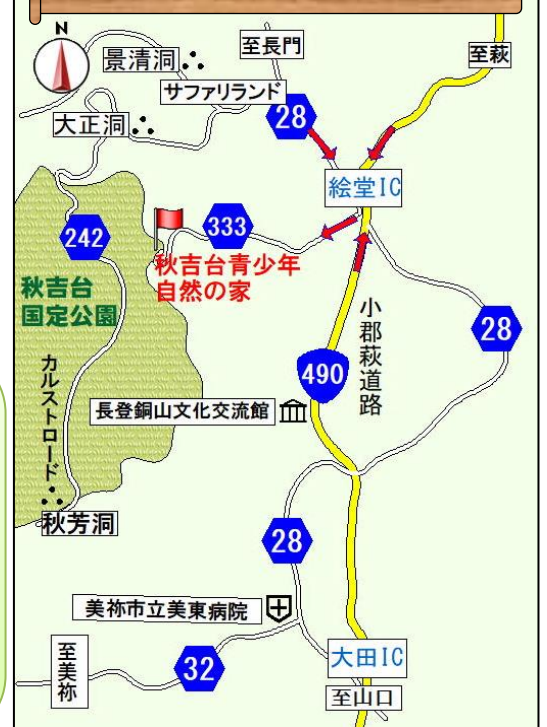 N
至長門
至萩
景清洞
サファリランド
大正洞
28
絵堂IC
333
242
秋吉台青少年
自然の家
秋吉台
国定公園
小郡萩道路
28
490
カルストロード
長登銅山文化交流館
秋芳洞
28
美祢市立美東病院
至美祢
32
大田IC
至山口